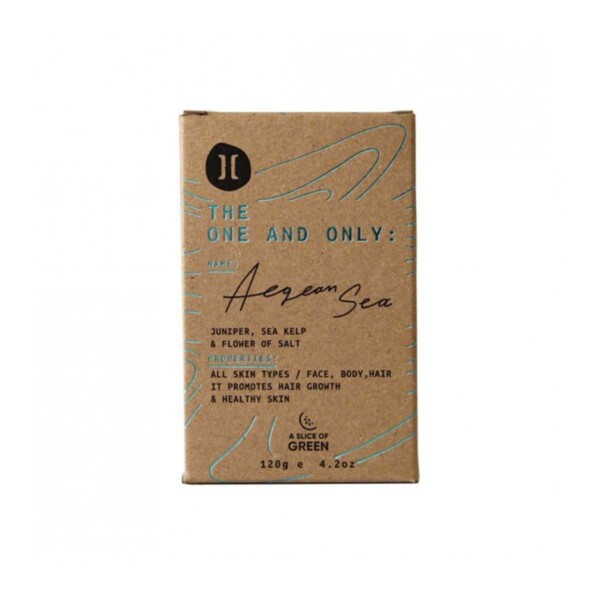 THE
ONE AND ONLY:
NAME:
Aegean Sea
JUNIPER, SEA KELP
& FLOWER OF SALT
PROPERTIES:
ALL SKIN TYPES / FACE, BODY,HAIR
IT PROMOTES HAIR GROWTH
& HEALTHY SKIN
A SLICE OF
GREEN
120g e 4.2oz